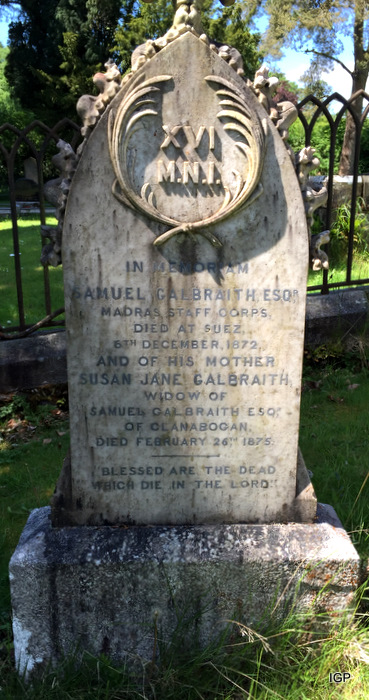 XVI
M.N.I.
IN MEMORIAM
SAMUEL GALBRAITH, ESQR
MADRAS STAFF CORPS,
DIED AT SUEZ,
8TH DECEMBER, 1872,
AND OF HIS MOTHER
SUSAN JANE GALBRAITH,
WIDOW OF
SAMUEL GALBRAITH ESQR
OF CLANABOGAN,
DIED FEBRUARY 26TH 1875.
"BLESSED ARE THE DEAD
WHICH DIE IN THE LORD"
IGP